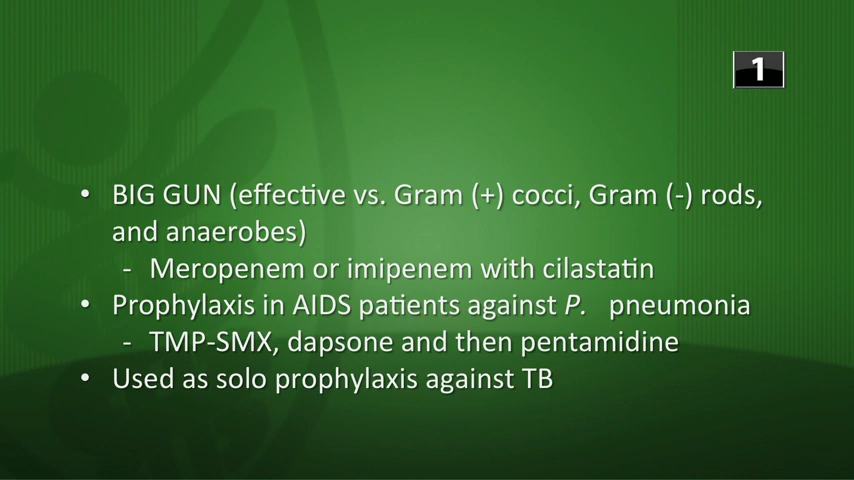 1
• BIG GUN (effective vs. Gram (+) cocci, Gram (-) rods,
and anaerobes)
- Meropenem or imipenem with cilastatin
• Prophylaxis in AIDS patients against P. pneumonia
- TMP-SMX, dapsone and then pentamidine
• Used as solo prophylaxis against TB